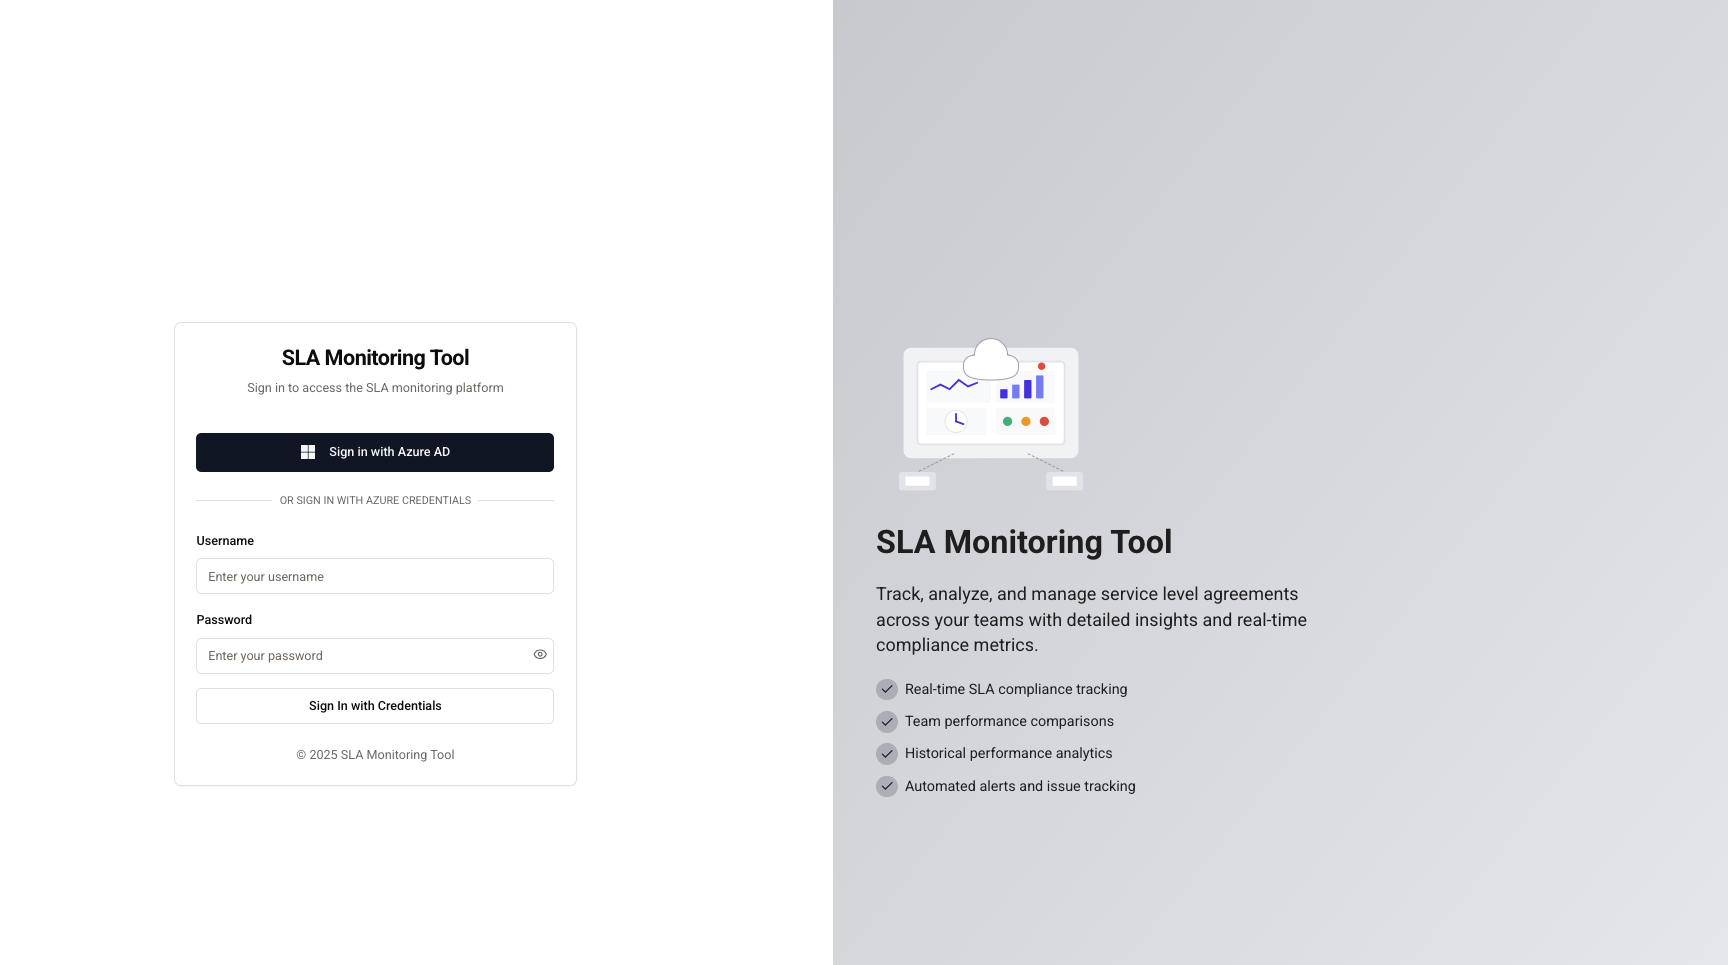 SLA Monitoring Tool
Sign in to access the SLA monitoring platform
Sign in with Azure AD
OR SIGN IN WITH AZURE CREDENTIALS
Username
Enter your username
Password
Enter your password
Sign In with Credentials
© 2025 SLA Monitoring Tool
SLA Monitoring Tool
Track, analyze, and manage service level agreements
across your teams with detailed insights and real-time
compliance metrics.
Real-time SLA compliance tracking
Team performance comparisons
Historical performance analytics
Automated alerts and issue tracking